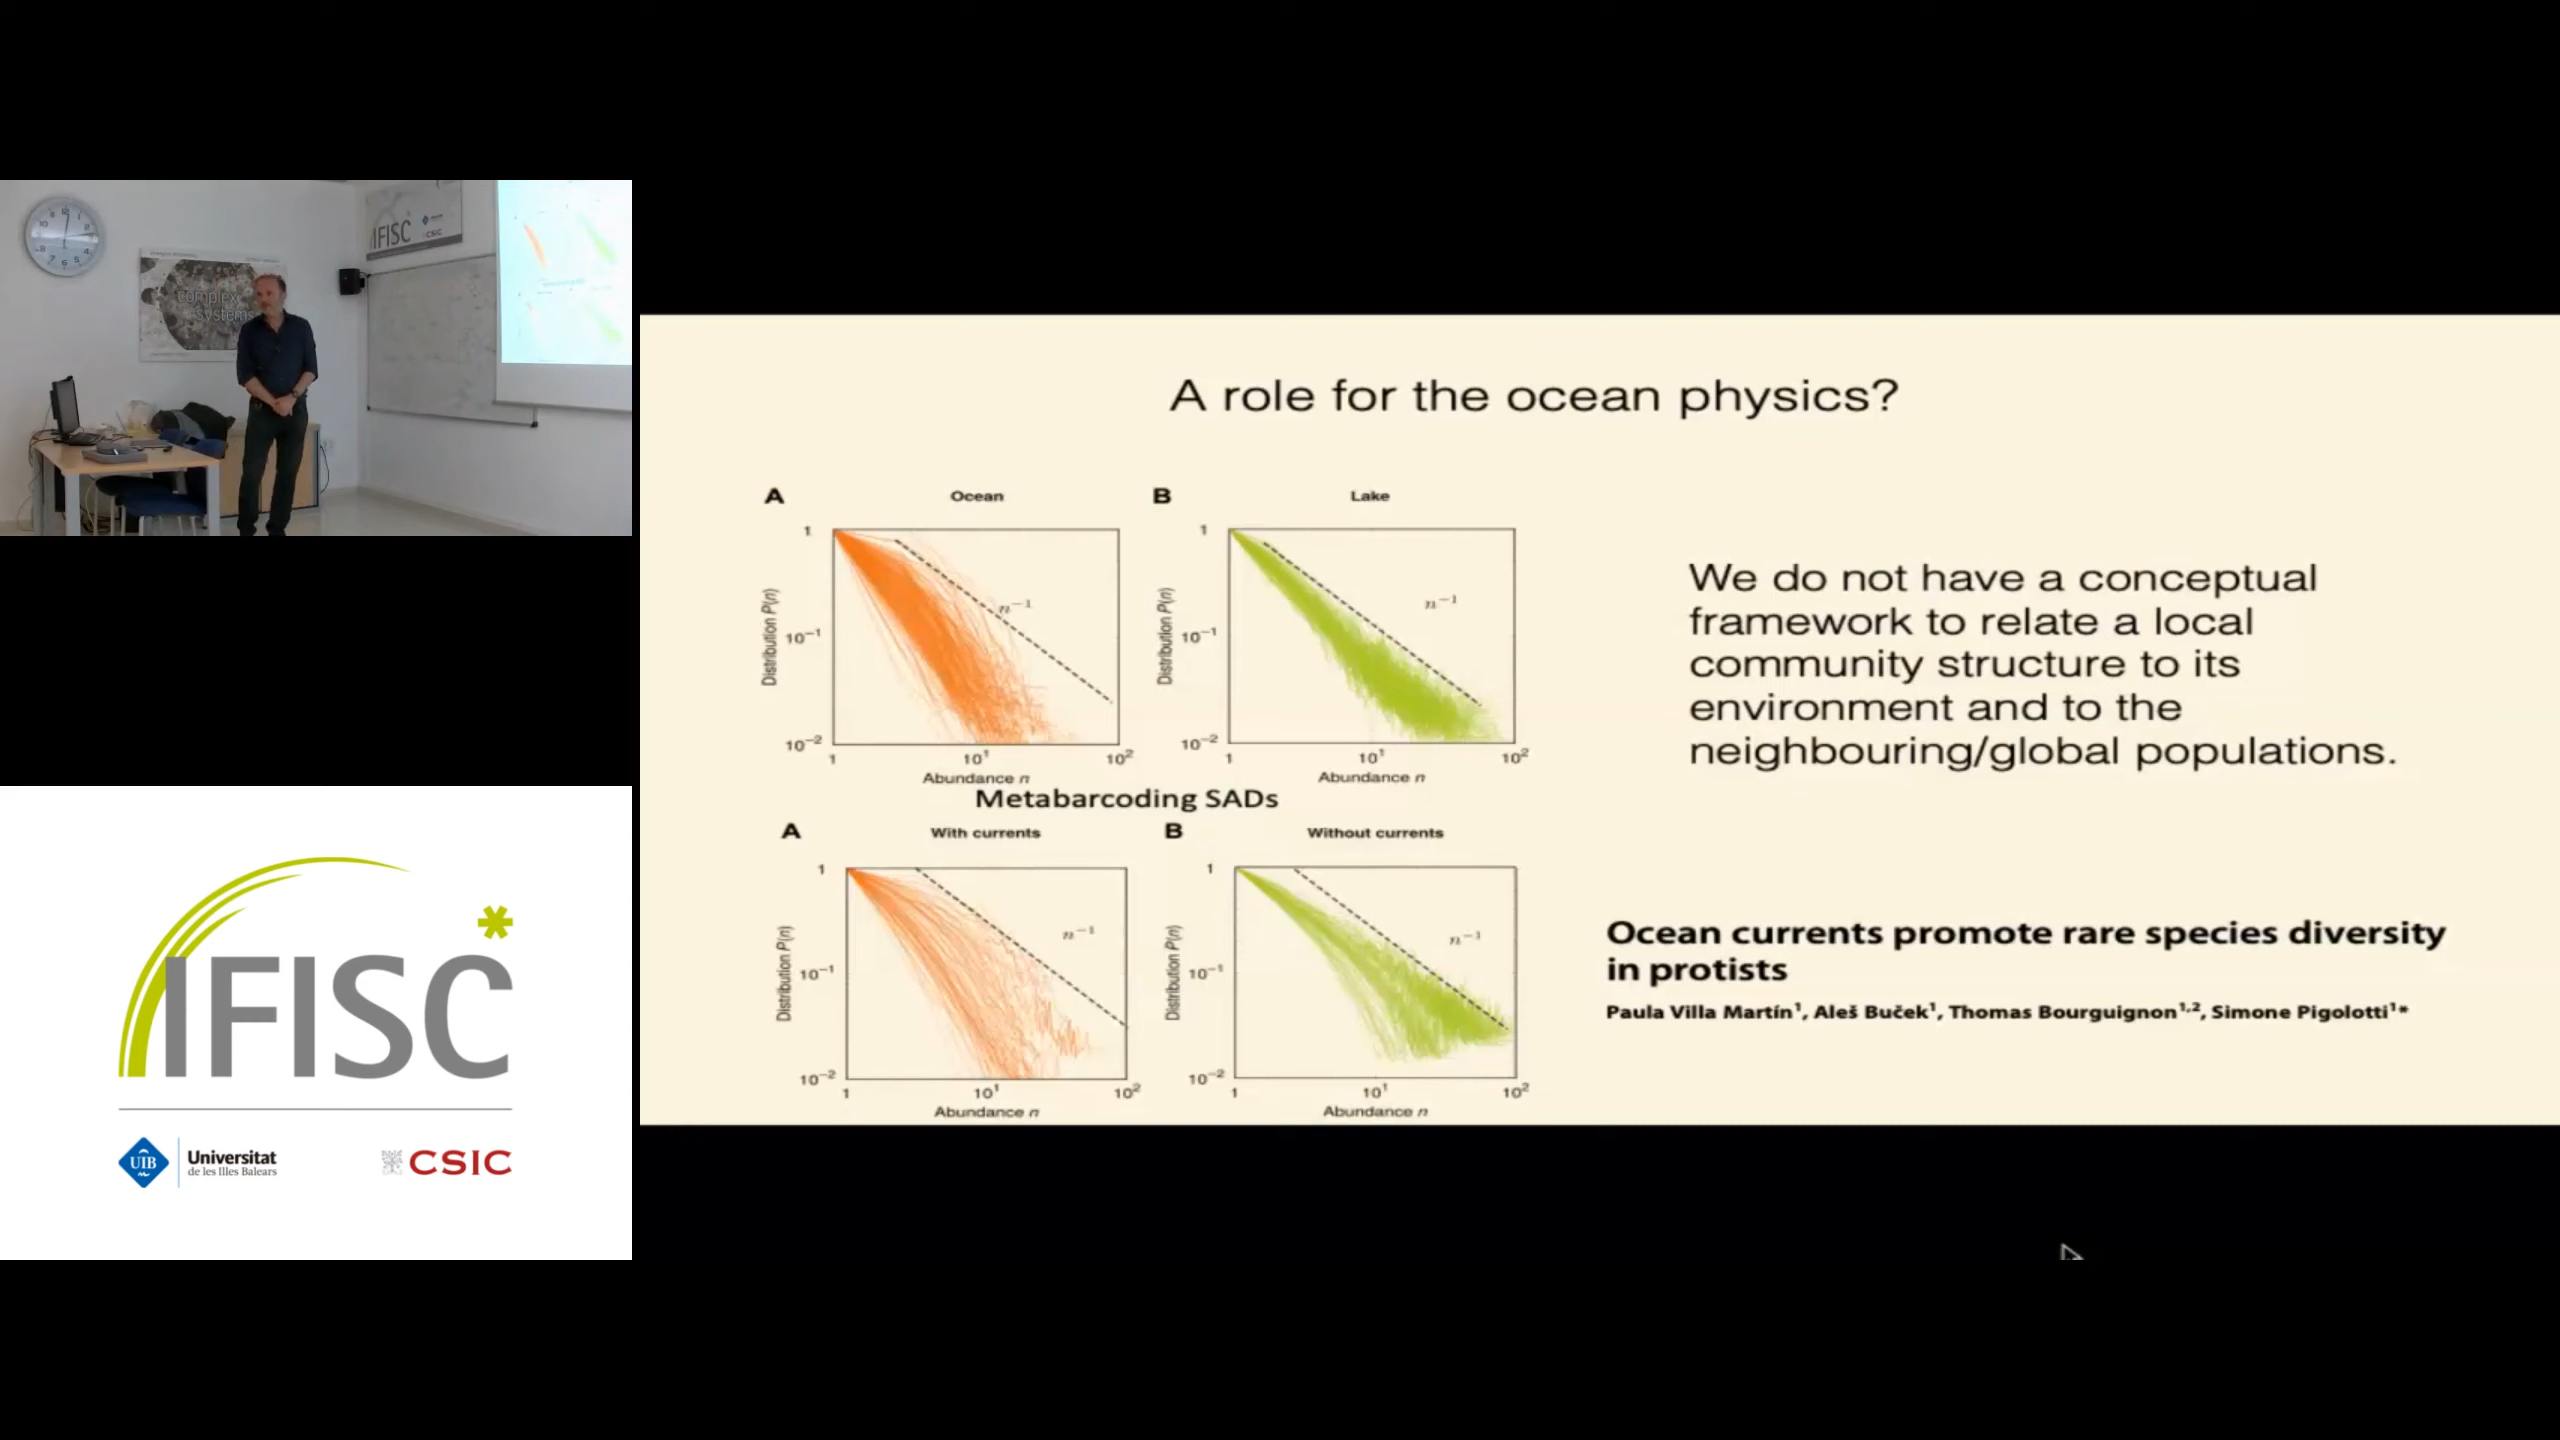 complex
systems
IFISC
CSIC
A role for the ocean physics?
A
Ocean
1
10⁻¹
10⁻²
Distribution P(n)
n⁻¹
1
10¹
10²
Abundance n
B
Lake
1
10⁻¹
10⁻²
Distribution P(n)
n⁻¹
1
10¹
10²
Abundance n
Metabarcoding SADs
A
With currents
1
10⁻¹
10⁻²
Distribution P(n)
n⁻¹
1
10¹
10²
Abundance n
B
Without currents
1
10⁻¹
10⁻²
Distribution P(n)
n⁻¹
1
10¹
10²
Abundance n
We do not have a conceptual
framework to relate a local
community structure to its
environment and to the
neighbouring/global populations.
Ocean currents promote rare species diversity
in protists
Paula Villa Martín¹, Aleš Buček¹, Thomas Bourguignon¹,², Simone Pigolotti¹*
IFISC
UIB
Universitat
de les Illes Balears
CSIC